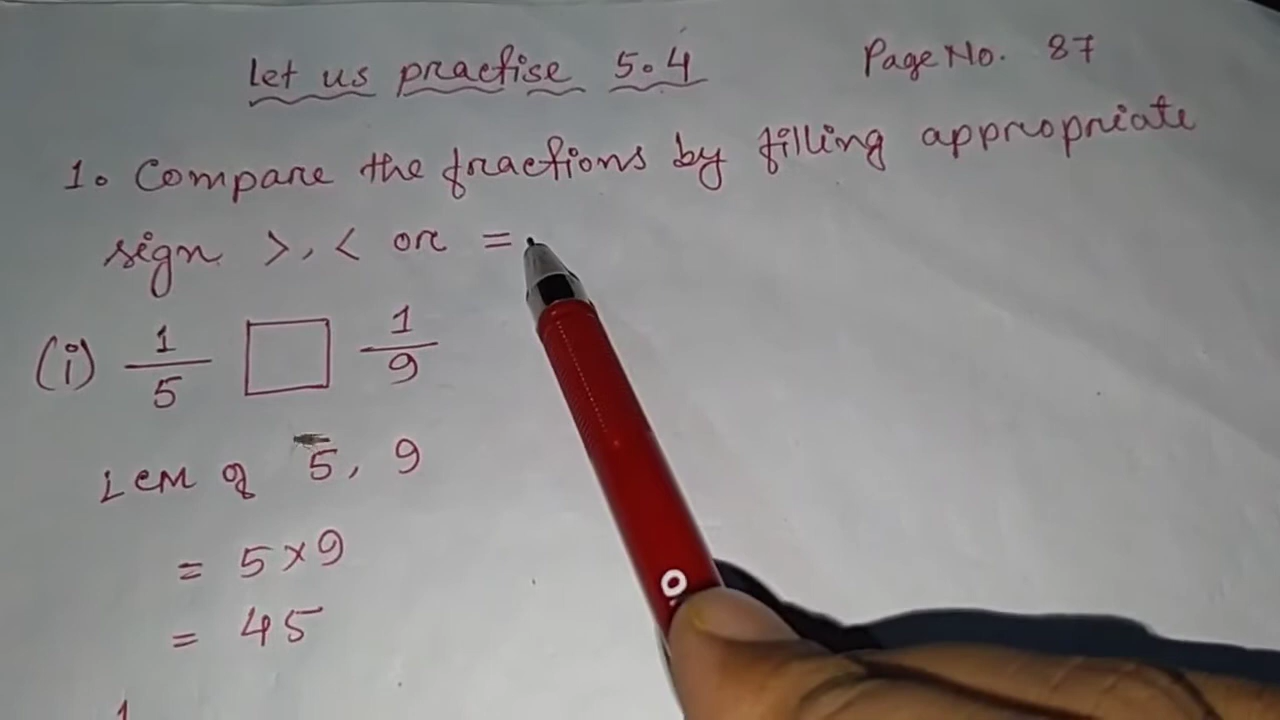 Let us practise 5.4 Page No. 87
1. Compare the fractions by filling appropriate
sign >, < or =
(i) 1/5 □ 1/9
LCM of 5, 9
= 5×9
= 45
1